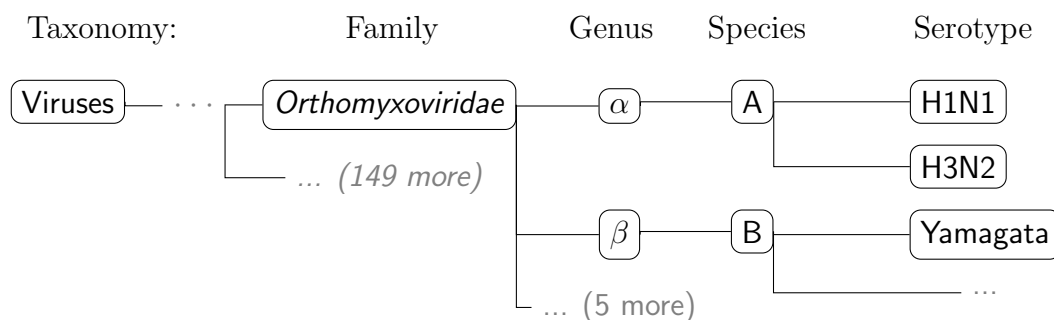 Taxonomy: Family Genus Species Serotype
Viruses ... Orthomyxoviridae α A H1N1
H3N2
... (149 more)
β B Yamagata
...
... (5 more)